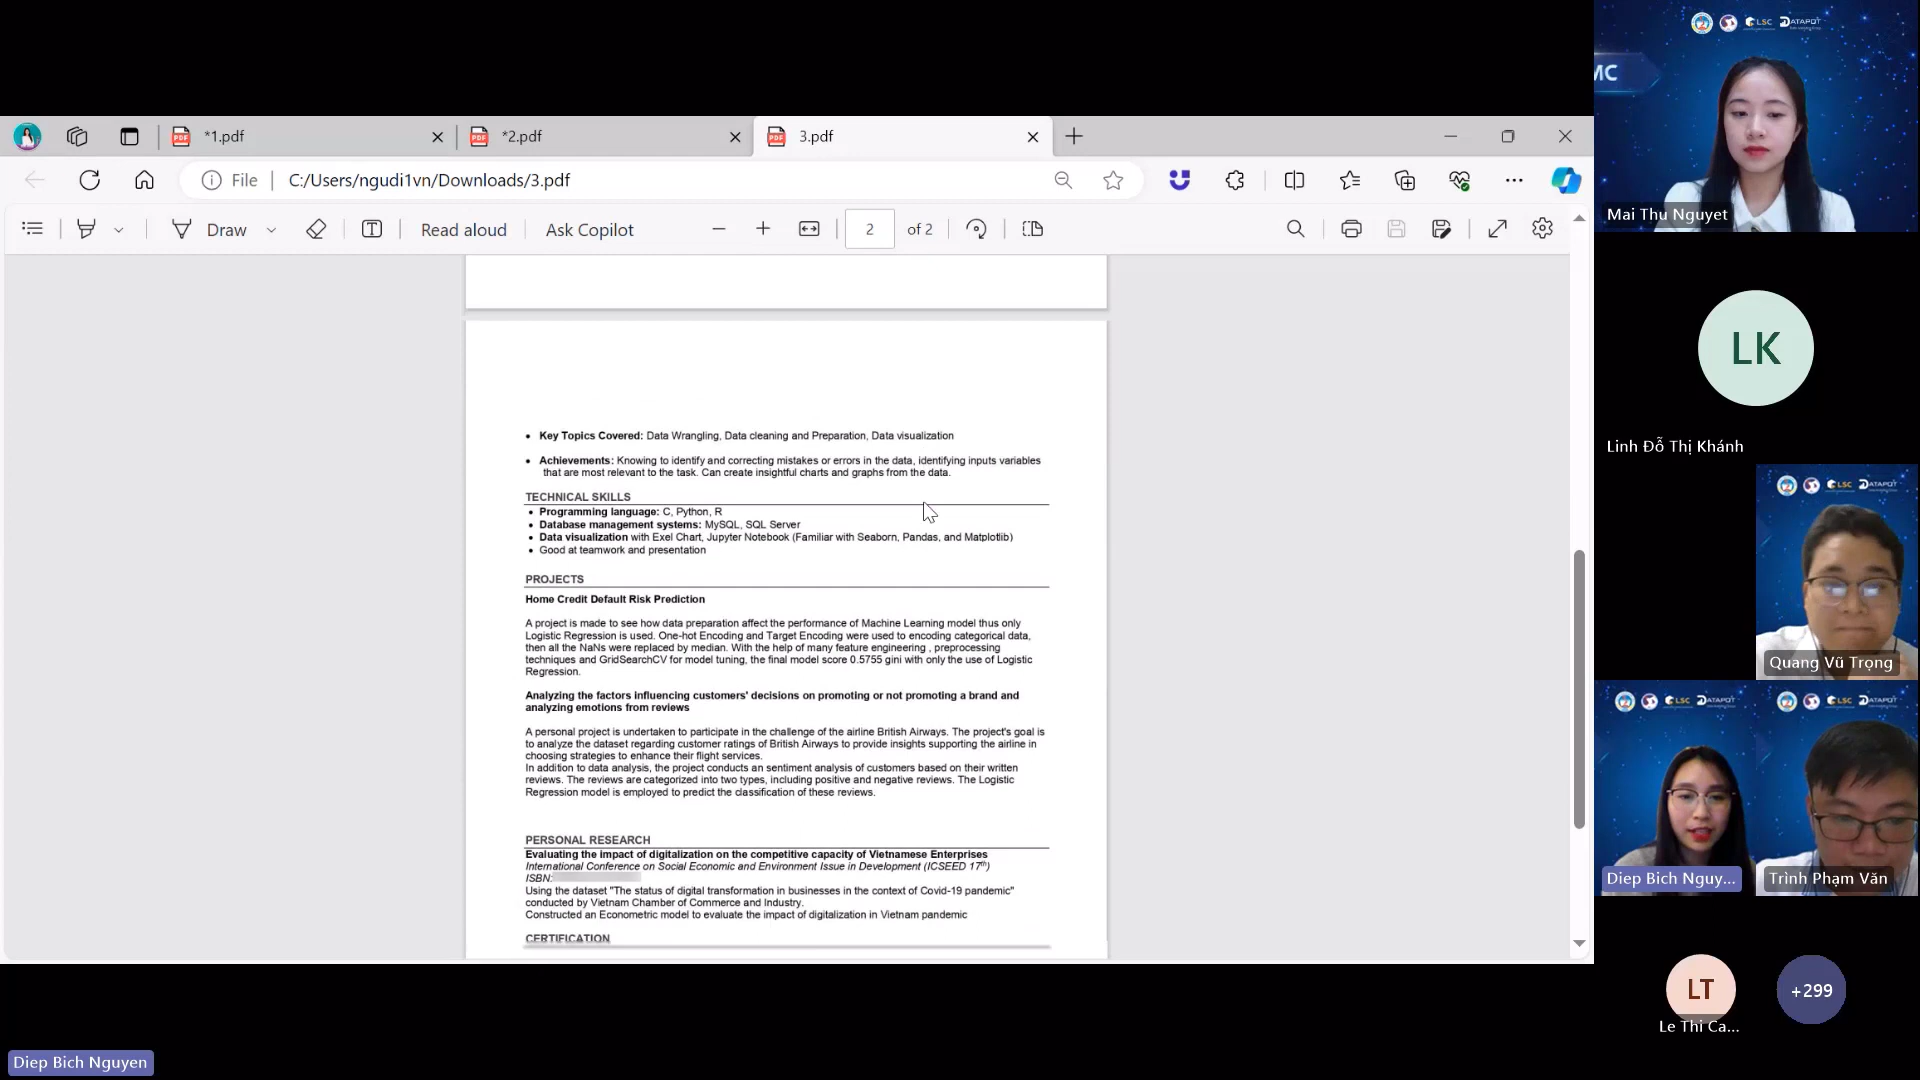 *1.pdf
*2.pdf
3.pdf
File
C:/Users/ngudi1vn/Downloads/3.pdf
Draw
Read aloud
Ask Copilot
2
of 2
• Key Topics Covered: Data Wrangling, Data cleaning and Preparation, Data visualization
• Achievements: Knowing to identify and correcting mistakes or errors in the data, identifying inputs variables
that are most relevant to the task. Can create insightful charts and graphs from the data.
TECHNICAL SKILLS
• Programming language: C, Python, R
• Database management systems: MySQL, SQL Server
• Data visualization with Exel Chart, Jupyter Notebook (Familiar with Seaborn, Pandas, and Matplotlib)
• Good at teamwork and presentation
PROJECTS
Home Credit Default Risk Prediction
A project is made to see how data preparation affect the performance of Machine Learning model thus only
Logistic Regression is used. One-hot Encoding and Target Encoding were used to encoding categorical data,
then all the NaNs were replaced by median. With the help of many feature engineering , preprocessing
techniques and GridSearchCV for model tuning, the final model score 0.5755 gini with only the use of Logistic
Regression.
Analyzing the factors influencing customers' decisions on promoting or not promoting a brand and
analyzing emotions from reviews
A personal project is undertaken to participate in the challenge of the airline British Airways. The project's goal is
to analyze the dataset regarding customer ratings of British Airways to provide insights supporting the airline in
choosing strategies to enhance their flight services.
In addition to data analysis, the project conducts an sentiment analysis of customers based on their written
reviews. The reviews are categorized into two types, including positive and negative reviews. The Logistic
Regression model is employed to predict the classification of these reviews.
PERSONAL RESEARCH
Evaluating the impact of digitalization on the competitive capacity of Vietnamese Enterprises
International Conference on Social Economic and Environment Issue in Development (ICSEED 17th)
ISBN:
Using the dataset "The status of digital transformation in businesses in the context of Covid-19 pandemic"
conducted by Vietnam Chamber of Commerce and Industry.
Constructed an Econometric model to evaluate the impact of digitalization in Vietnam pandemic
CERTIFICATION
LSC DATAPOT
MC
Mai Thu Nguyet
LK
Linh Đỗ Thị Khánh
LSC DATAPOT
Quang Vũ Trọng
LSC DATAPOT
LSC DATAPOT
Diep Bich Nguy...
Trình Phạm Văn
LT
Le Thi Ca...
+299
Diep Bich Nguyen